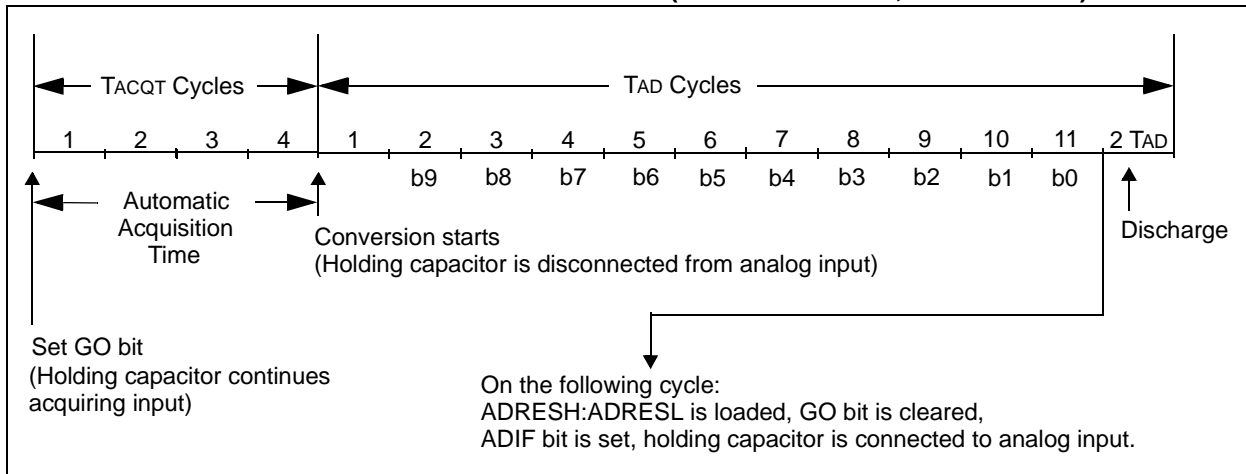 TACQT Cycles
TAD Cycles
1 2 3 4 1 2 3 4 5 6 7 8 9 10 11 2 TAD
b9 b8 b7 b6 b5 b4 b3 b2 b1 b0
Automatic
Acquisition
Time
Conversion starts
(Holding capacitor is disconnected from analog input)
Discharge
Set GO bit
(Holding capacitor continues
acquiring input)
On the following cycle:
ADRESH:ADRESL is loaded, GO bit is cleared,
ADIF bit is set, holding capacitor is connected to analog input.